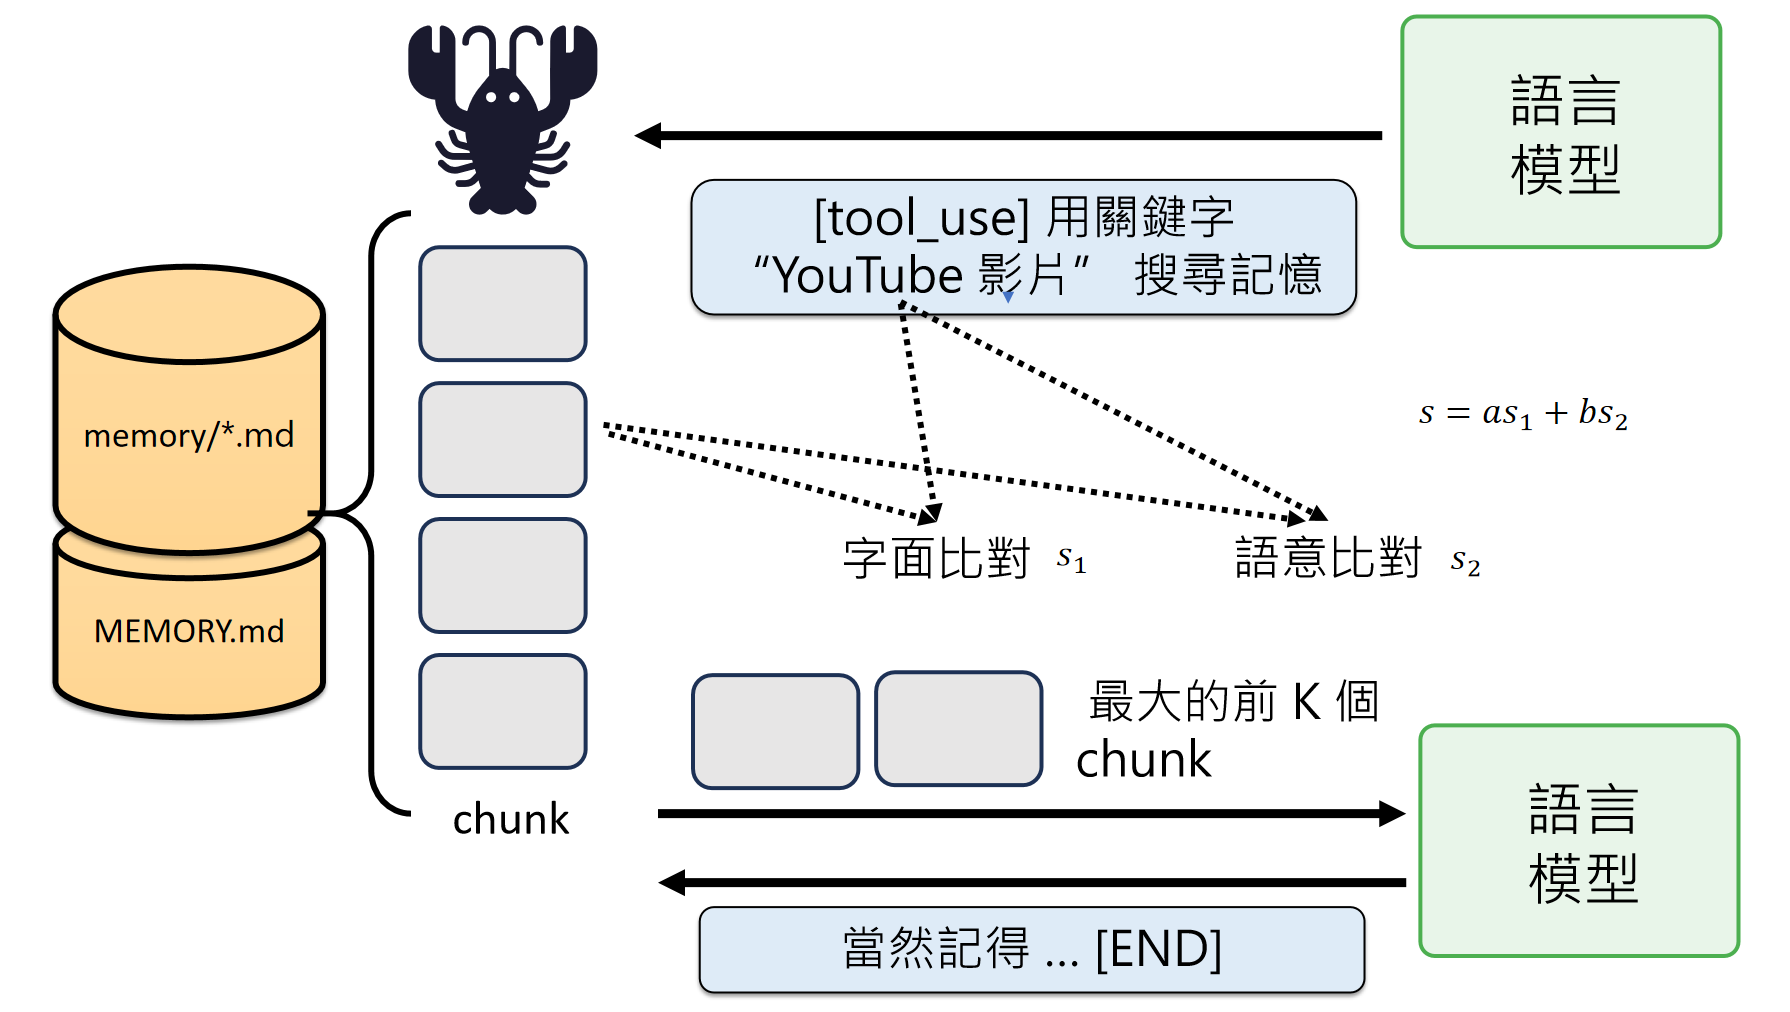 語言
模型
[tool_use] 用關鍵字
“YouTube 影片” 搜尋記憶
memory/*.md
MEMORY.md
s = as₁ + bs₂
字面比對 s₁
語意比對 s₂
最大的前 K 個
chunk
chunk
語言
模型
當然記得 ... [END]